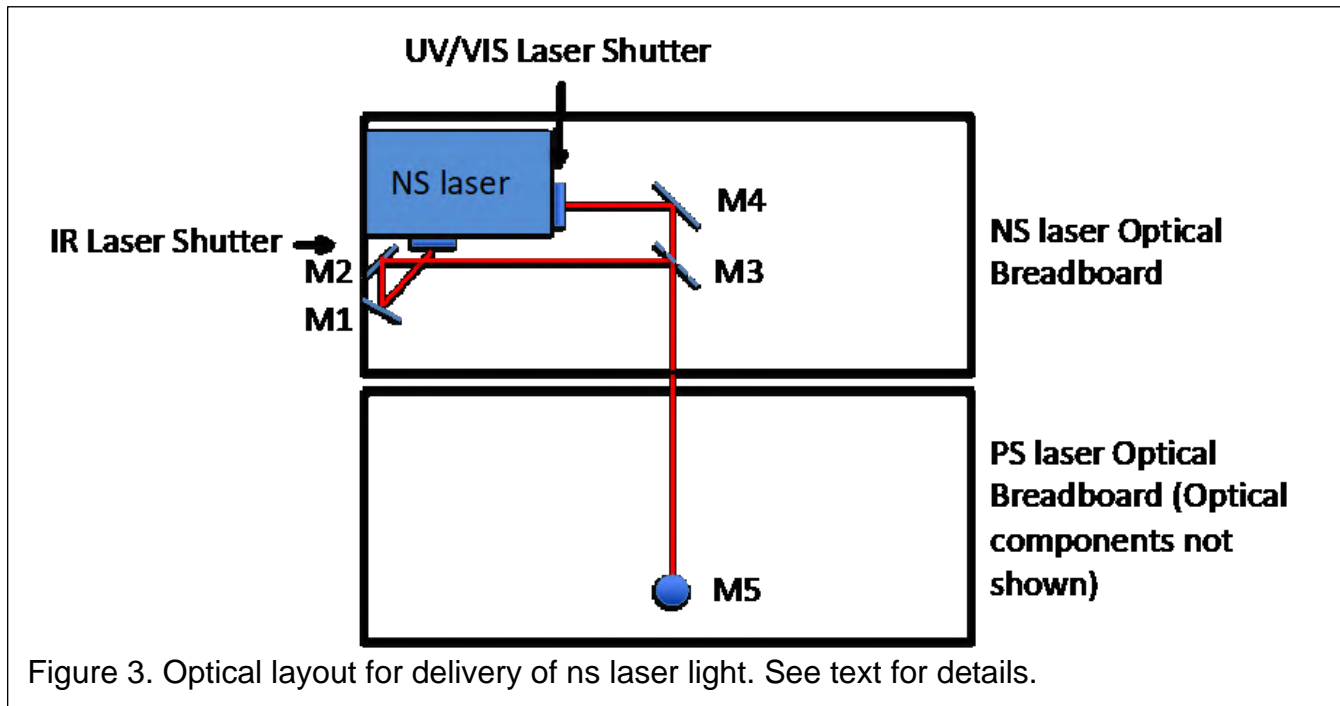 UV/VIS Laser Shutter
NS laser
M4
IR Laser Shutter
M2
M3
M1
NS laser Optical
Breadboard
PS laser Optical
Breadboard (Optical
components not
shown)
M5
Figure 3. Optical layout for delivery of ns laser light. See text for details.